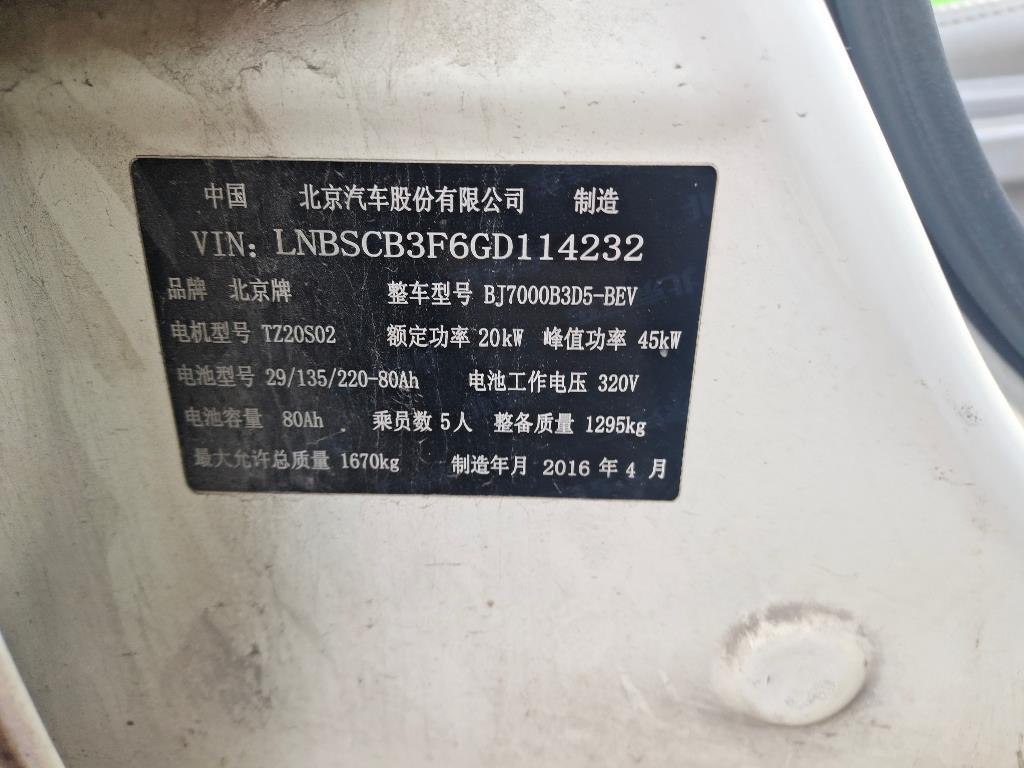 中国 北京汽车股份有限公司 制造
VIN: LNBSCB3F6GD114232
品牌 北京牌 整车型号 BJ7000B3D5-BEV
电机型号 TZ20S02 额定功率 20kW 峰值功率 45kW
电池型号 29/135/220-80Ah 电池工作电压 320V
电池容量 80Ah 乘员数 5人 整备质量 1295kg
最大允许总质量 1670kg 制造年月 2016 年 4 月